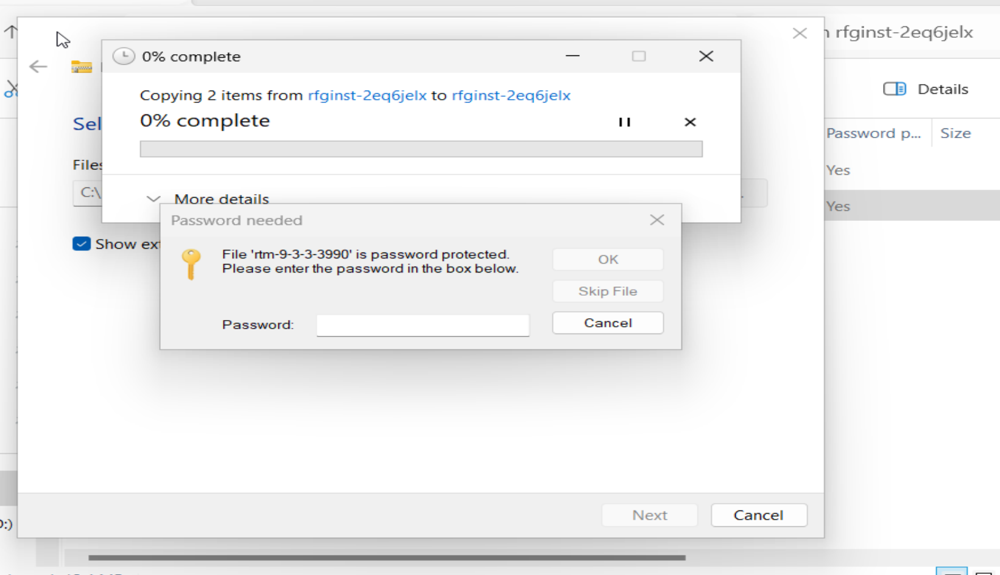 rfginst-2eq6jelx
0% complete
Copying 2 items from rfginst-2eq6jelx to rfginst-2eq6jelx
0% complete
More details
Details
Password p...
Size
Sel
Files
C:\
Show ex
Yes
Yes
Password needed
File 'rtm-9-3-3-3990' is password protected.
Please enter the password in the box below.
OK
Skip File
Password:
Cancel
Next
Cancel
:)